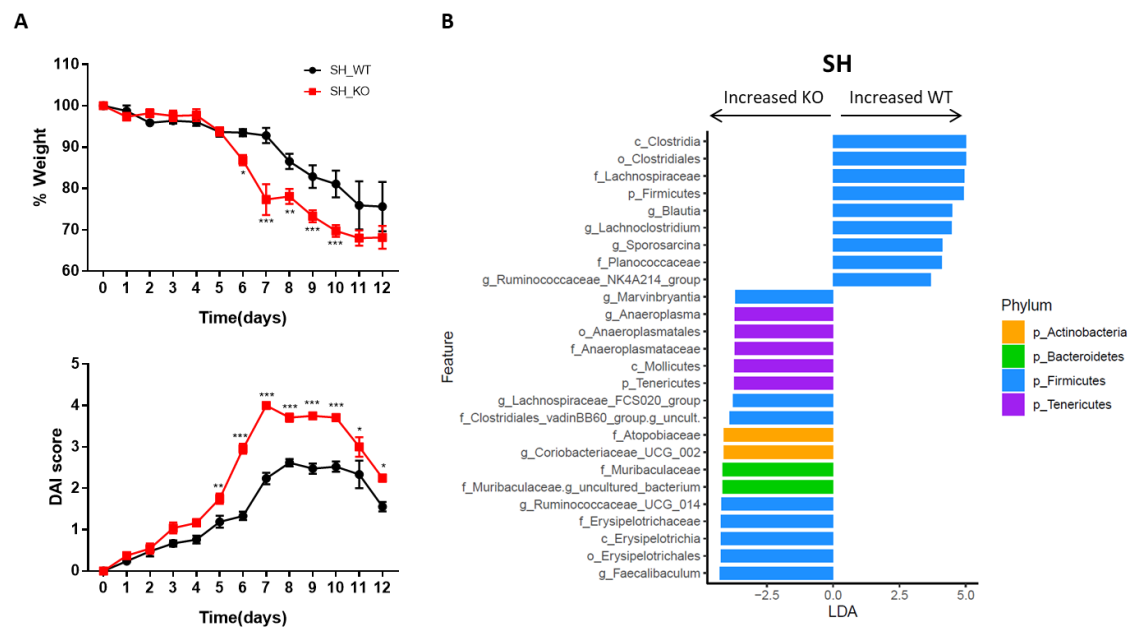 A
110
100
90
80
70
60
% Weight
SH_WT
SH_KO
*
***
**
***
***
0 1 2 3 4 5 6 7 8 9 10 11 12
Time(days)
5
4
3
2
1
0
DAI score
**
***
***
***
***
***
*
*
0 1 2 3 4 5 6 7 8 9 10 11 12
Time(days)
B
SH
Increased KO
Increased WT
Feature
c_Clostridia
o_Clostridiales
f_Lachnospiraceae
p_Firmicutes
g_Blautia
g_Lachnoclostridium
g_Sporosarcina
f_Planococcaceae
g_Ruminococcaceae_NK4A214_group
g_Marvinbryantia
g_Anaeroplasma
o_Anaeroplasmatales
f_Anaeroplasmataceae
c_Mollicutes
p_Tenericutes
g_Lachnospiraceae_FCS020_group
f_Clostridiales_vadinBB60_group.g_uncult.
f_Atopobiaceae
g_Coriobacteriaceae_UCG_002
f_Muribaculaceae
f_Muribaculaceae.g_uncultured_bacterium
g_Ruminococcaceae_UCG_014
f_Erysipelotrichaceae
c_Erysipelotrichia
o_Erysipelotrichales
g_Faecalibaculum
−2.5 0.0 2.5 5.0
LDA
Phylum
p_Actinobacteria
p_Bacteroidetes
p_Firmicutes
p_Tenericutes